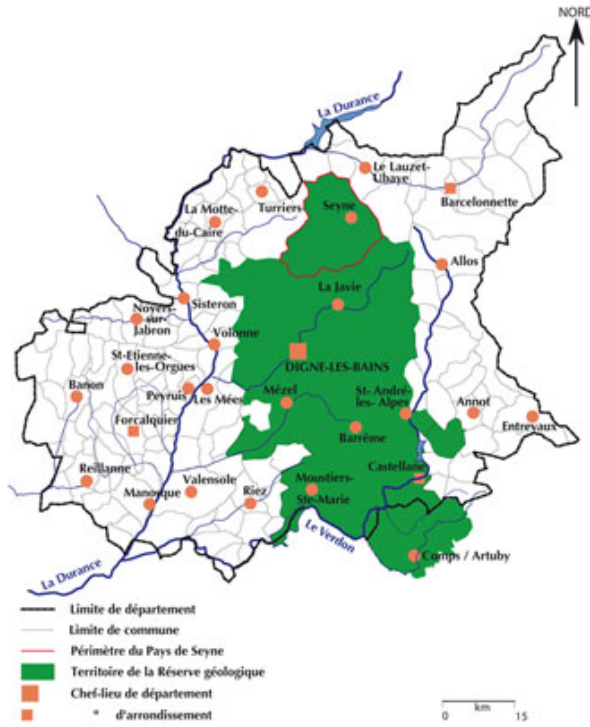 NORD
La Durance
Le Lauzet-
Ubaye
Barcelonnette
Turriers
Seyne
La Motte-
du-Caire
Allos
La Javie
Sisteron
Noyers-
sur-
Jabron
Volonne
St-Etienne-
les-Orgues
DIGNE-LES-BAINS
Banon
Peyruis
Les Mées
Mézel
St-André-
les-Alpes
Annot
Entrevaux
Forcalquier
Barrême
Castellane
Reillanne
Valensole
Manosque
Riez
Moustiers-
Ste-Marie
Le Verdon
Comps / Artuby
La Durance
Limite de département
Limite de commune
Périmètre du Pays de Seyne
Territoire de la Réserve géologique
Chef-lieu de département
" d'arrondissement
0 km 15